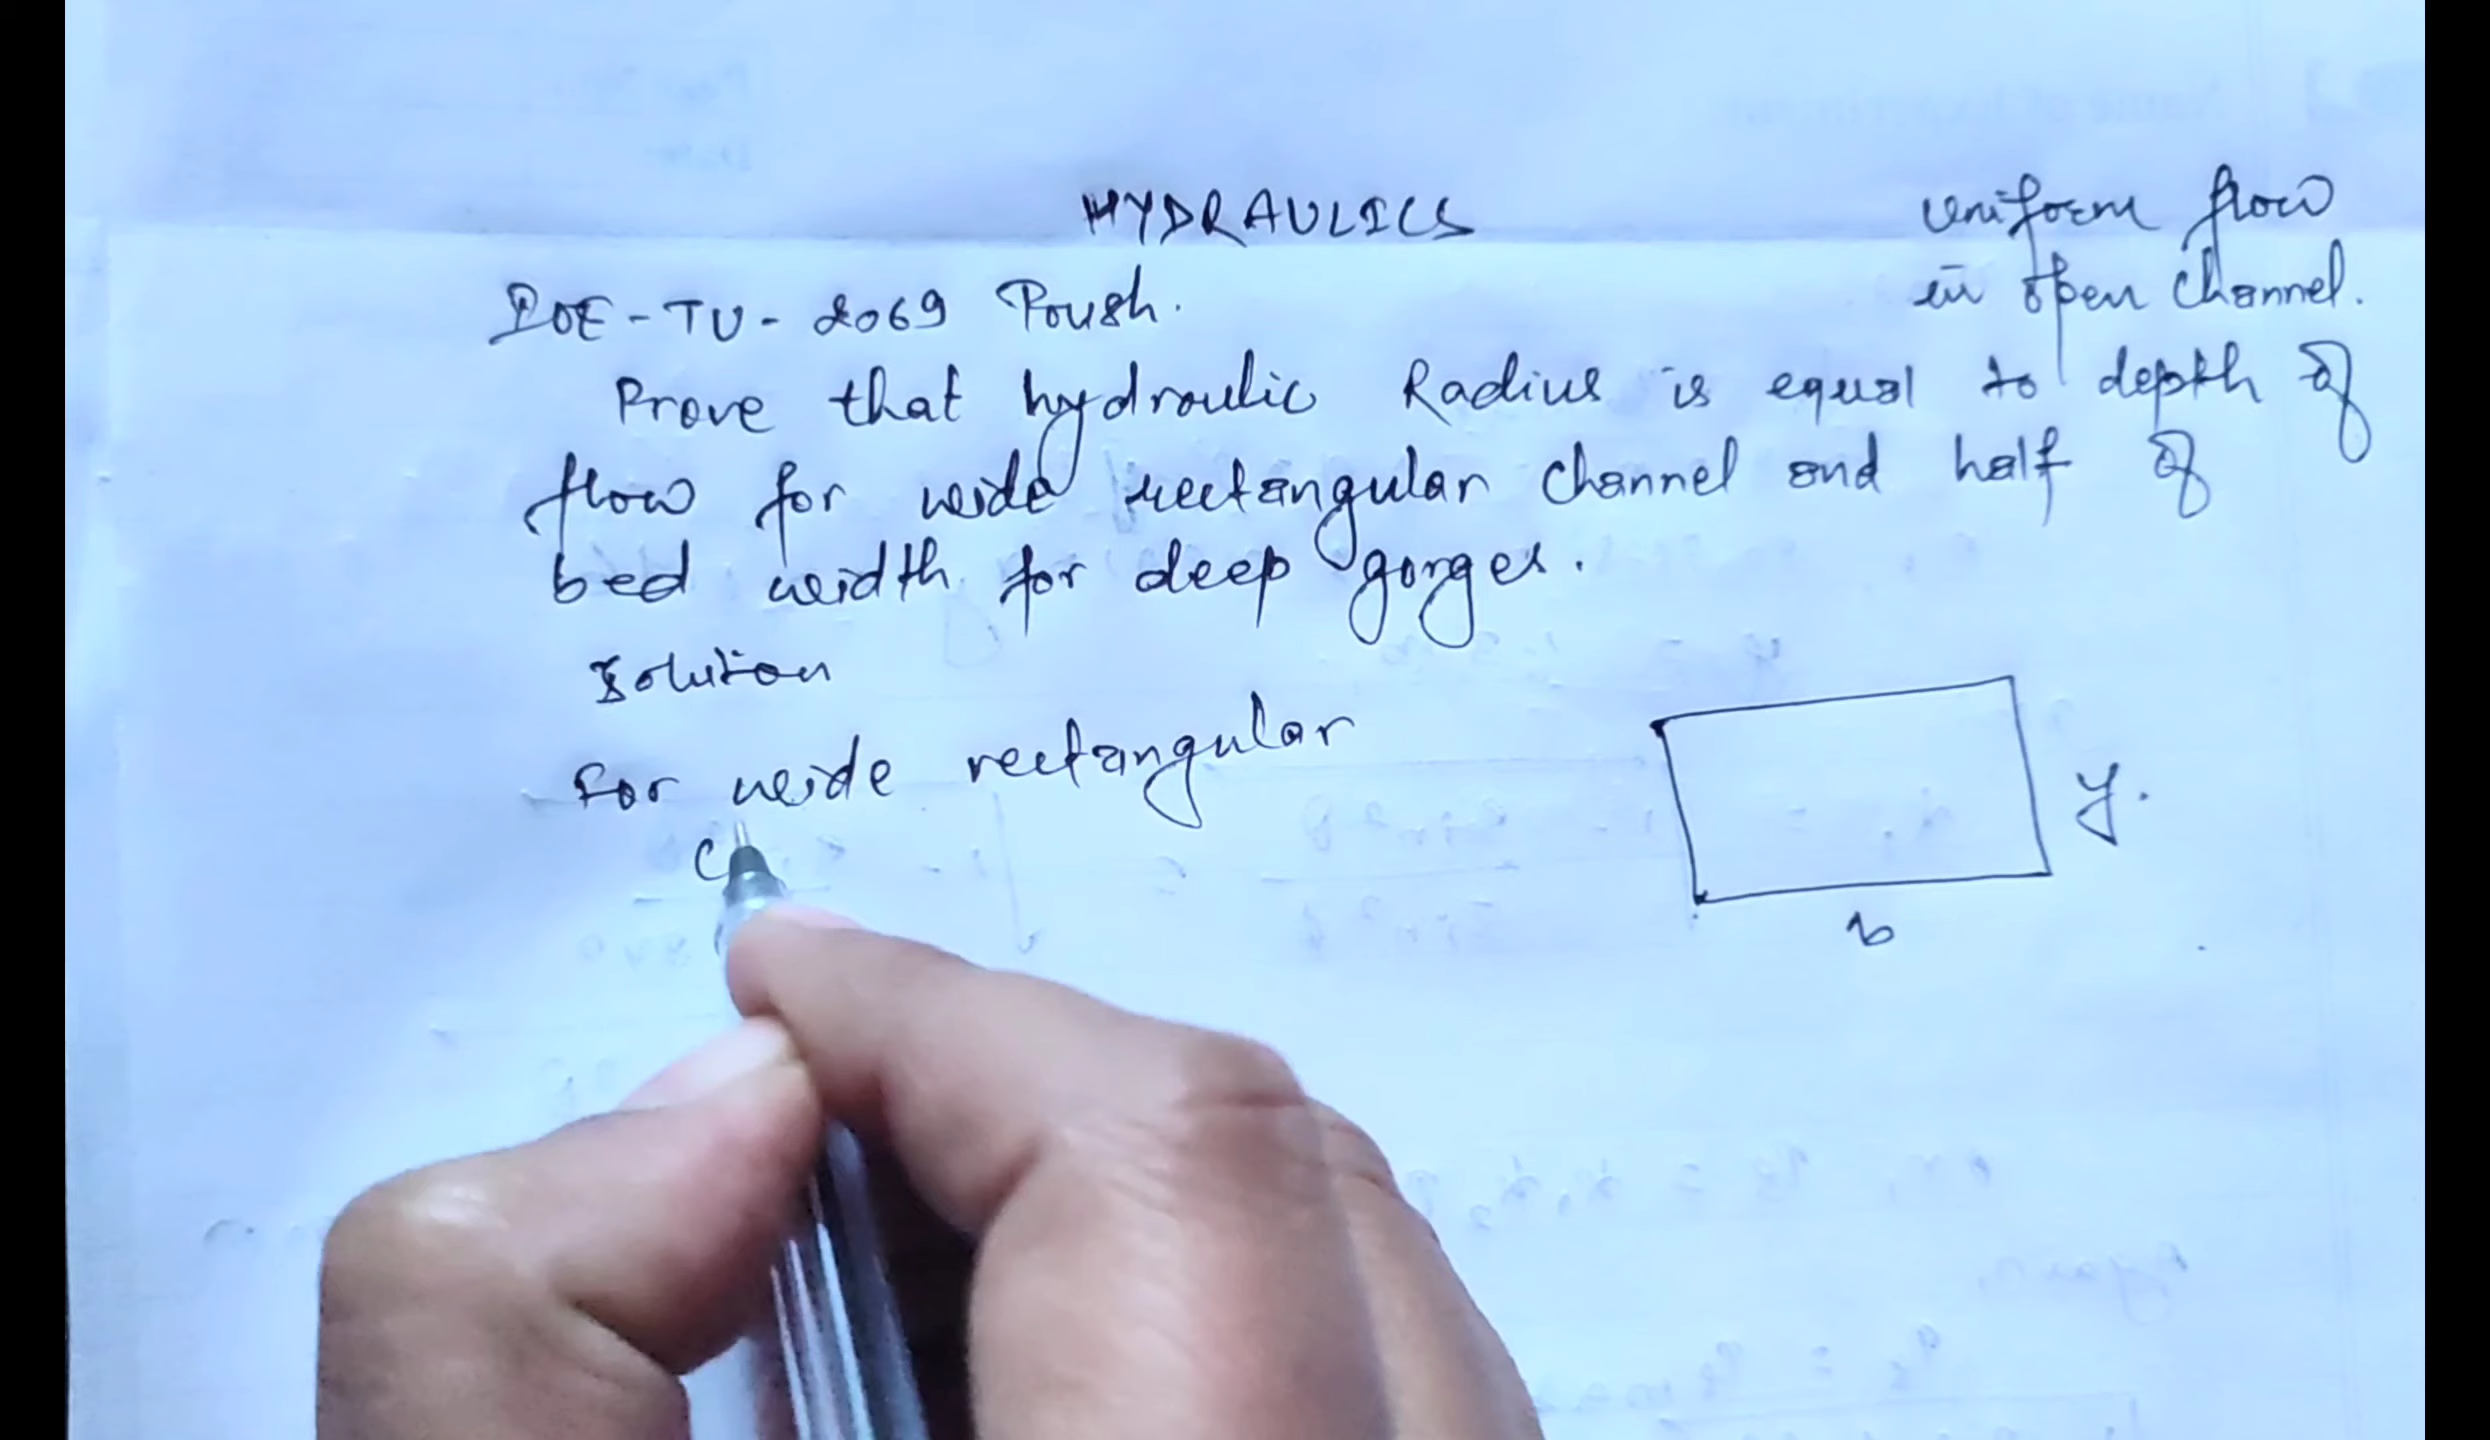 HYDRAULICS
uniform flow
in open channel.
IOE-TU-2069 Poush.
Prove that hydraulic Radius is equal to depth of
flow for wide rectangular channel and half of
bed width for deep gorges.
Solution
For wide rectangular
c
y.
b